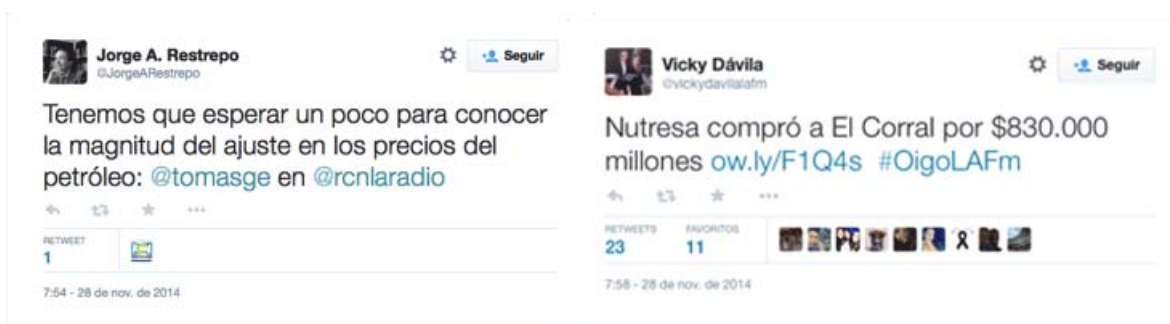 Jorge A. Restrepo
@JorgeARestrepo
Seguir
Tenemos que esperar un poco para conocer
la magnitud del ajuste en los precios del
petróleo: @tomasge en @rcnlaradio
RETWEET
1
7:54 - 28 de nov. de 2014
Vicky Dávila
@vickydavilalafm
Seguir
Nutresa compró a El Corral por $830.000
millones ow.ly/F1Q4s #OigoLAFm
RETWEETS FAVORITOS
23 11
7:58 - 28 de nov. de 2014